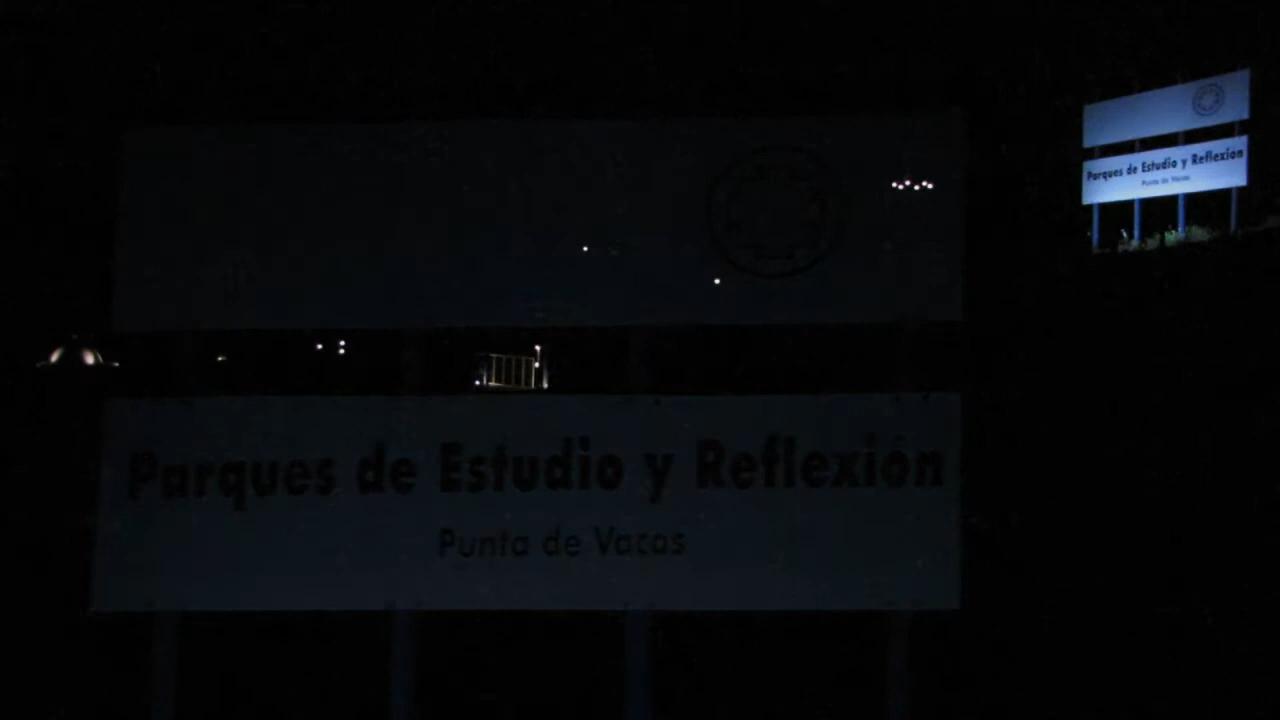 Parques de Estudio y Reflexión
Punta de Vacas
Parques de Estudio y Reflexion
Punta de Vacas